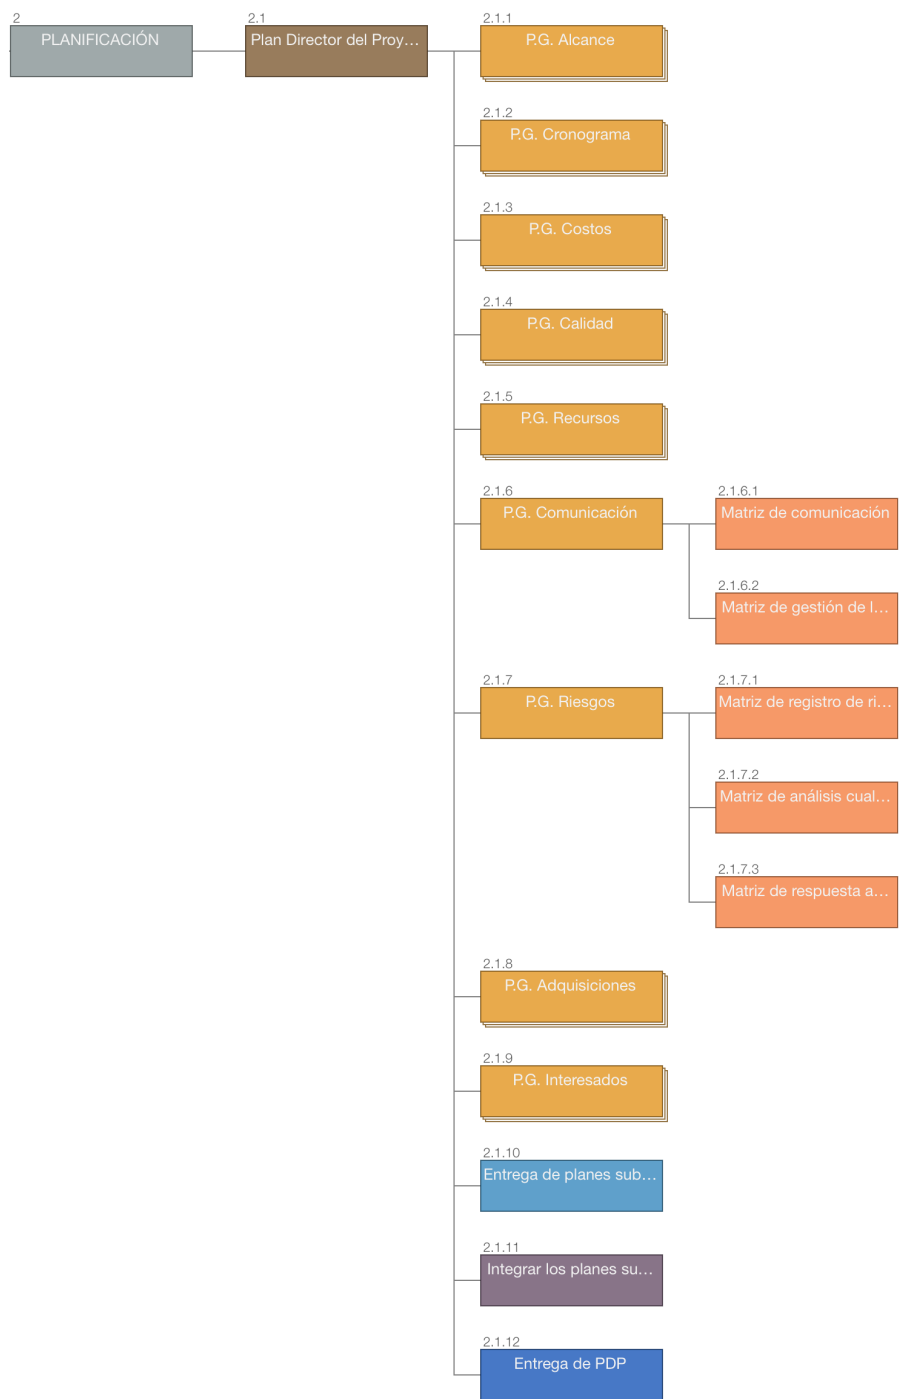 2
PLANIFICACIÓN
2.1
Plan Director del Proy…
2.1.1
P.G. Alcance
2.1.2
P.G. Cronograma
2.1.3
P.G. Costos
2.1.4
P.G. Calidad
2.1.5
P.G. Recursos
2.1.6
P.G. Comunicación
2.1.6.1
Matriz de comunicación
2.1.6.2
Matriz de gestión de l…
2.1.7
P.G. Riesgos
2.1.7.1
Matriz de registro de ri…
2.1.7.2
Matriz de análisis cual…
2.1.7.3
Matriz de respuesta a…
2.1.8
P.G. Adquisiciones
2.1.9
P.G. Interesados
2.1.10
Entrega de planes sub…
2.1.11
Integrar los planes su…
2.1.12
Entrega de PDP